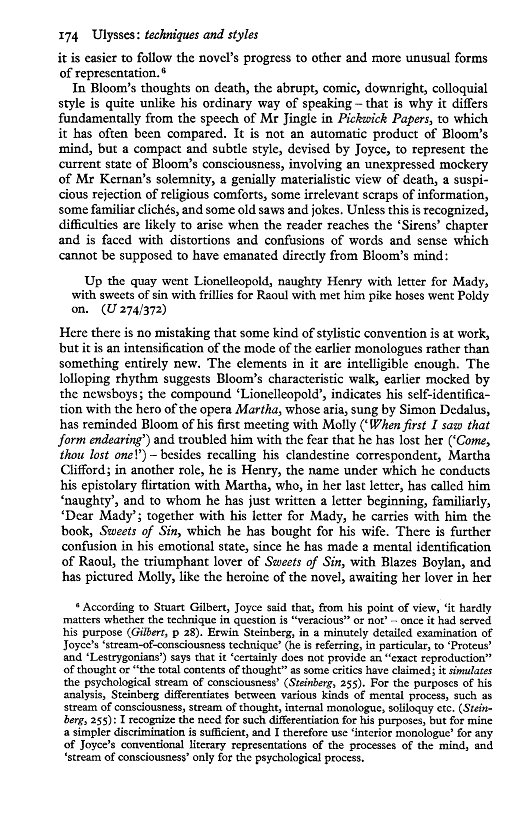 174 Ulysses: techniques and styles
it is easier to follow the novel's progress to other and more unusual forms
of representation.⁶
In Bloom's thoughts on death, the abrupt, comic, downright, colloquial
style is quite unlike his ordinary way of speaking – that is why it differs
fundamentally from the speech of Mr Jingle in Pickwick Papers, to which
it has often been compared. It is not an automatic product of Bloom's
mind, but a compact and subtle style, devised by Joyce, to represent the
current state of Bloom's consciousness, involving an unexpressed mockery
of Mr Kernan's solemnity, a genially materialistic view of death, a suspi-
cious rejection of religious comforts, some irrelevant scraps of information,
some familiar clichés, and some old saws and jokes. Unless this is recognized,
difficulties are likely to arise when the reader reaches the 'Sirens' chapter
and is faced with distortions and confusions of words and sense which
cannot be supposed to have emanated directly from Bloom's mind:
Up the quay went Lionelleopold, naughty Henry with letter for Mady,
with sweets of sin with frillies for Raoul with met him pike hoses went Poldy
on. (U 274/372)
Here there is no mistaking that some kind of stylistic convention is at work,
but it is an intensification of the mode of the earlier monologues rather than
something entirely new. The elements in it are intelligible enough. The
lolloping rhythm suggests Bloom's characteristic walk, earlier mocked by
the newsboys; the compound 'Lionelleopold', indicates his self-identifica-
tion with the hero of the opera Martha, whose aria, sung by Simon Dedalus,
has reminded Bloom of his first meeting with Molly ('When first I saw that
form endearing') and troubled him with the fear that he has lost her ('Come,
thou lost one!') – besides recalling his clandestine correspondent, Martha
Clifford; in another role, he is Henry, the name under which he conducts
his epistolary flirtation with Martha, who, in her last letter, has called him
'naughty', and to whom he has just written a letter beginning, familiarly,
'Dear Mady'; together with his letter for Mady, he carries with him the
book, Sweets of Sin, which he has bought for his wife. There is further
confusion in his emotional state, since he has made a mental identification
of Raoul, the triumphant lover of Sweets of Sin, with Blazes Boylan, and
has pictured Molly, like the heroine of the novel, awaiting her lover in her
⁶ According to Stuart Gilbert, Joyce said that, from his point of view, 'it hardly
matters whether the technique in question is "veracious" or not' – once it had served
his purpose (Gilbert, p 28). Erwin Steinberg, in a minutely detailed examination of
Joyce's 'stream-of-consciousness technique' (he is referring, in particular, to 'Proteus'
and 'Lestrygonians') says that it 'certainly does not provide an "exact reproduction"
of thought or "the total contents of thought" as some critics have claimed; it simulates
the psychological stream of consciousness' (Steinberg, 255). For the purposes of his
analysis, Steinberg differentiates between various kinds of mental process, such as
stream of consciousness, stream of thought, internal monologue, soliloquy etc. (Stein-
berg, 255): I recognize the need for such differentiation for his purposes, but for mine
a simpler discrimination is sufficient, and I therefore use 'interior monologue' for any
of Joyce's conventional literary representations of the processes of the mind, and
'stream of consciousness' only for the psychological process.